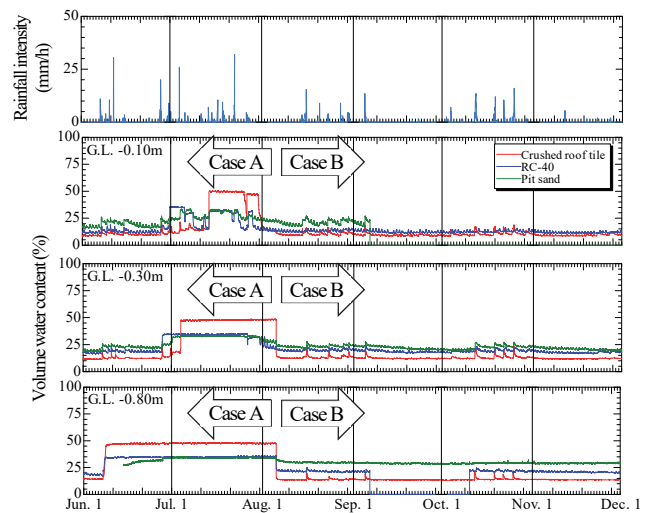 Rainfall intensity
(mm/h)
50
25
0
Volume water content (%)
100
75
50
25
0
G.L. -0.10m
Case A
Case B
Crushed roof tile
RC-40
Pit sand
100
75
50
25
0
G.L. -0.30m
Case A
Case B
100
75
50
25
0
G.L. -0.80m
Case A
Case B
Jun. 1
Jul. 1
Aug. 1
Sep. 1
Oct. 1
Nov. 1
Dec. 1